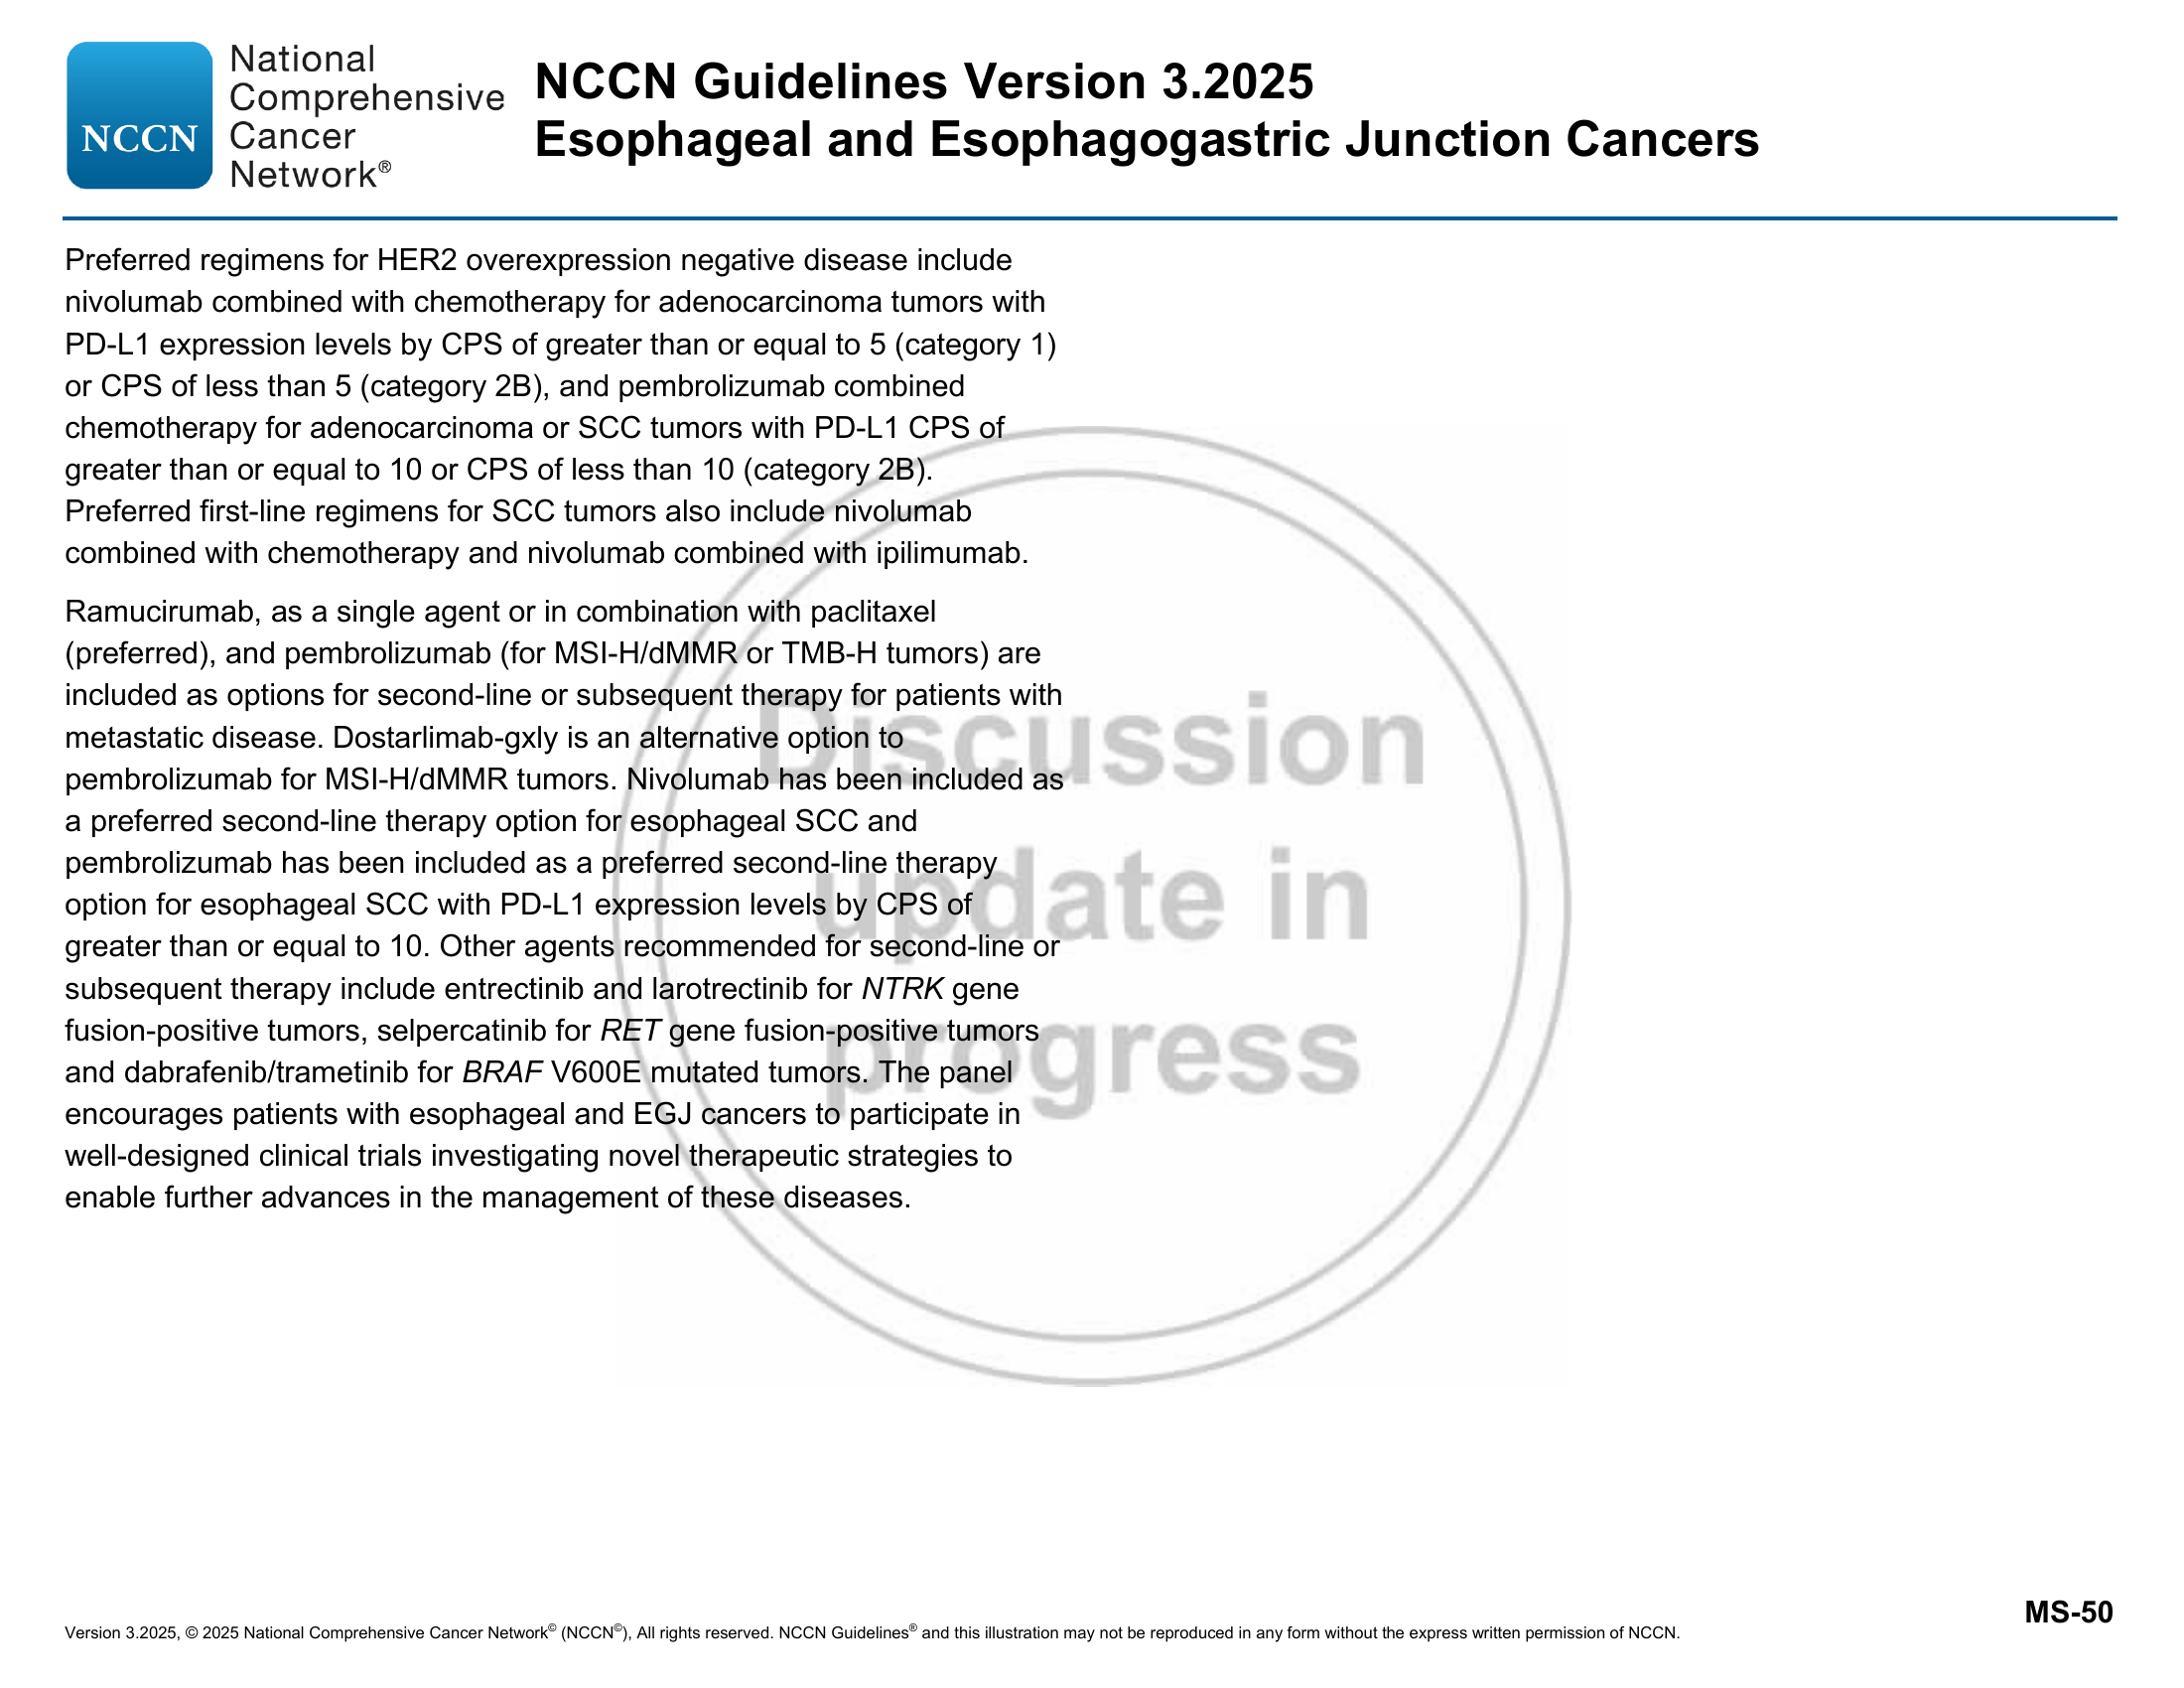 NCCN
National
Comprehensive
Cancer
Network®
NCCN Guidelines Version 3.2025
Esophageal and Esophagogastric Junction Cancers
Preferred regimens for HER2 overexpression negative disease include
nivolumab combined with chemotherapy for adenocarcinoma tumors with
PD-L1 expression levels by CPS of greater than or equal to 5 (category 1)
or CPS of less than 5 (category 2B), and pembrolizumab combined
chemotherapy for adenocarcinoma or SCC tumors with PD-L1 CPS of
greater than or equal to 10 or CPS of less than 10 (category 2B).
Preferred first-line regimens for SCC tumors also include nivolumab
combined with chemotherapy and nivolumab combined with ipilimumab.
Ramucirumab, as a single agent or in combination with paclitaxel
(preferred), and pembrolizumab (for MSI-H/dMMR or TMB-H tumors) are
included as options for second-line or subsequent therapy for patients with
metastatic disease. Dostarlimab-gxly is an alternative option to
pembrolizumab for MSI-H/dMMR tumors. Nivolumab has been included as
a preferred second-line therapy option for esophageal SCC and
pembrolizumab has been included as a preferred second-line therapy
option for esophageal SCC with PD-L1 expression levels by CPS of
greater than or equal to 10. Other agents recommended for second-line or
subsequent therapy include entrectinib and larotrectinib for NTRK gene
fusion-positive tumors, selpercatinib for RET gene fusion-positive tumors
and dabrafenib/trametinib for BRAF V600E mutated tumors. The panel
encourages patients with esophageal and EGJ cancers to participate in
well-designed clinical trials investigating novel therapeutic strategies to
enable further advances in the management of these diseases.
Discussion
update in
progress
MS-50
Version 3.2025, © 2025 National Comprehensive Cancer Network© (NCCN©), All rights reserved. NCCN Guidelines® and this illustration may not be reproduced in any form without the express written permission of NCCN.